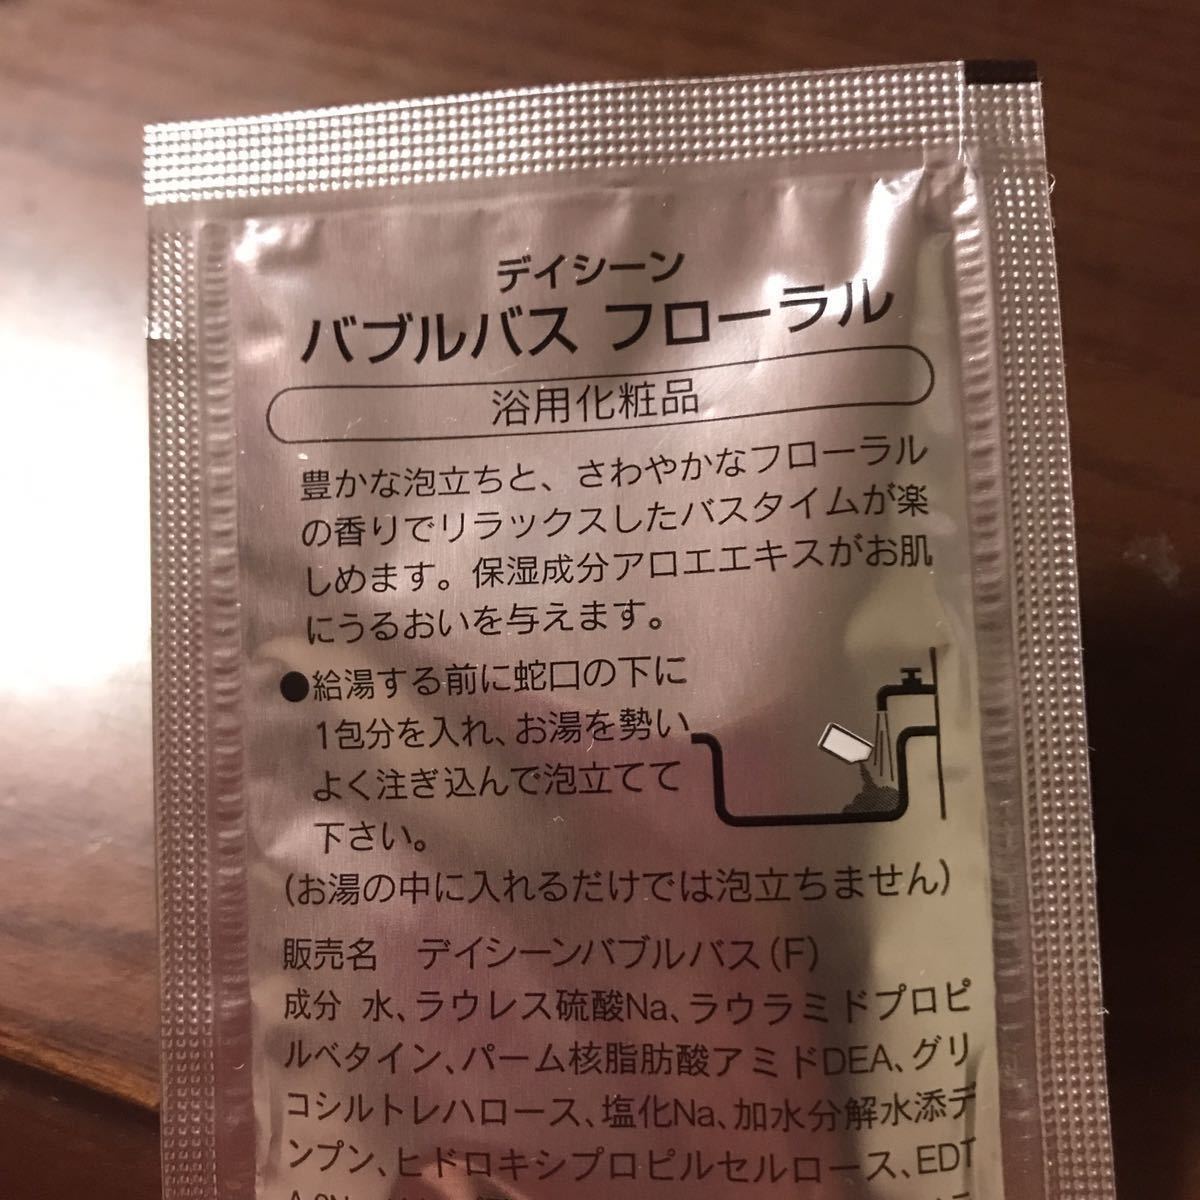 デイシーン
バブルバス フローラル
浴用化粧品
豊かな泡立ちと、さわやかなフローラル
の香りでリラックスしたバスタイムが楽
しめます。保湿成分アロエエキスがお肌
にうるおいを与えます。
●給湯する前に蛇口の下に
1包分を入れ、お湯を勢い
よく注ぎ込んで泡立てて
下さい。
(お湯の中に入れるだけでは泡立ちません)
販売名 デイシーンバブルバス(F)
成分 水、ラウレス硫酸Na、ラウラミドプロピ
ルベタイン、パーム核脂肪酸アミドDEA、グリ
コシルトレハロース、塩化Na、加水分解水添デ
ンプン、ヒドロキシプロピルセルロース、EDT